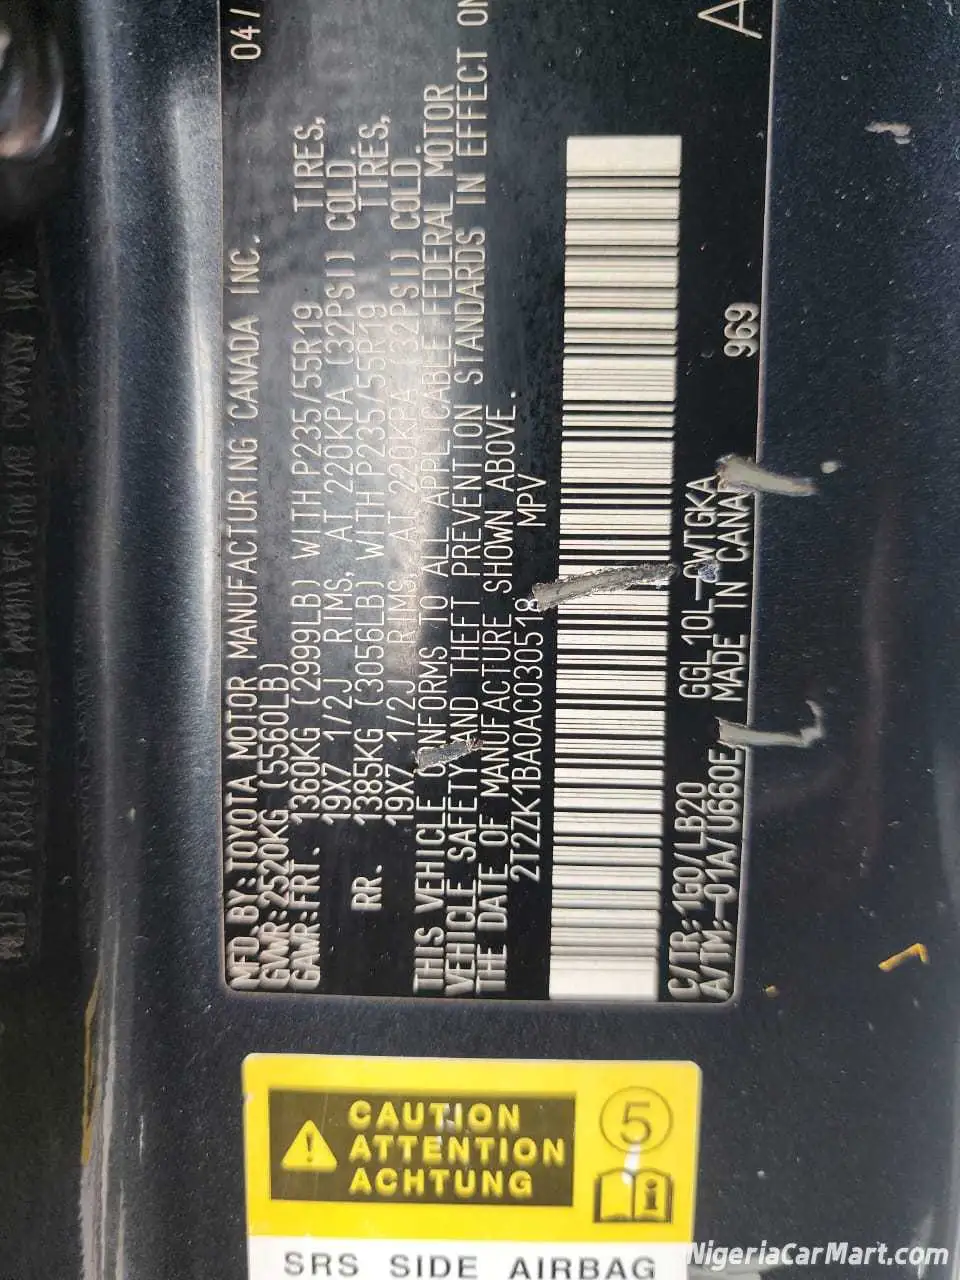 MFD. BY: TOYOTA MOTOR MANUFACTURING CANADA INC. 04/
GVWR: 2520KG (5560LB)
GAWR: FRT. 1360KG (2999LB) WITH P235/55R19 TIRES,
19X7 1/2J RIMS, AT 220KPA (32PSI) COLD
RR. 1385KG (3056LB) WITH P235/55R19 TIRES,
19X7 1/2J RIMS, AT 220KPA (32PSI) COLD.
THIS VEHICLE CONFORMS TO ALL APPLICABLE FEDERAL MOTOR
VEHICLE SAFETY AND THEFT PREVENTION STANDARDS IN EFFECT ON
THE DATE OF MANUFACTURE SHOWN ABOVE.
2T2ZK1BA0AC030518 MPV
C/TR: 1G0/LB20 GGL10L-CWTGKA
A/TM: -01A/U660E MADE IN CANA 969
A
CAUTION
ATTENTION
ACHTUNG
5
i
SRS SIDE AIRBAG
NigeriaCarMart.com